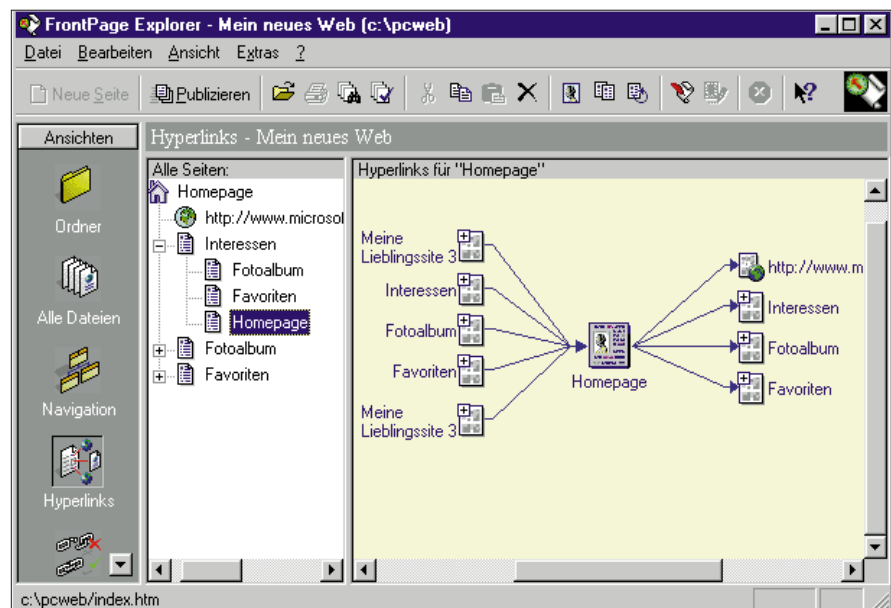 FrontPage Explorer - Mein neues Web (c:\pcweb)
Datei Bearbeiten Ansicht Extras ?
Neue Seite Publizieren
Ansichten
Hyperlinks - Mein neues Web
Ordner
Alle Dateien
Navigation
Hyperlinks
Alle Seiten:
Homepage
http://www.microsol
Interessen
Fotoalbum
Favoriten
Homepage
Fotoalbum
Favoriten
Hyperlinks für "Homepage"
Meine
Lieblingssite 3
Interessen
Fotoalbum
Favoriten
Meine
Lieblingssite 3
Homepage
http://www.m
Interessen
Fotoalbum
Favoriten
c:\pcweb/index.htm